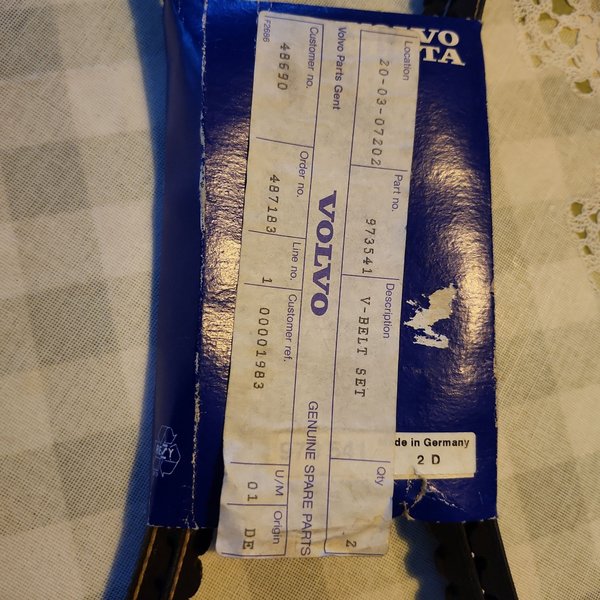 VOLVO
TA
Location
20-03-07202
Part no.
973541
Description
V-BELT SET
Qty
2
Volvo Parts Gent
VOLVO
GENUINE SPARE PARTS
F2686
Customer no.
48690
Order no.
487183
Line no.
1
Customer ref.
00001983
U/M
01
Origin
DE
de in Germany
2 D